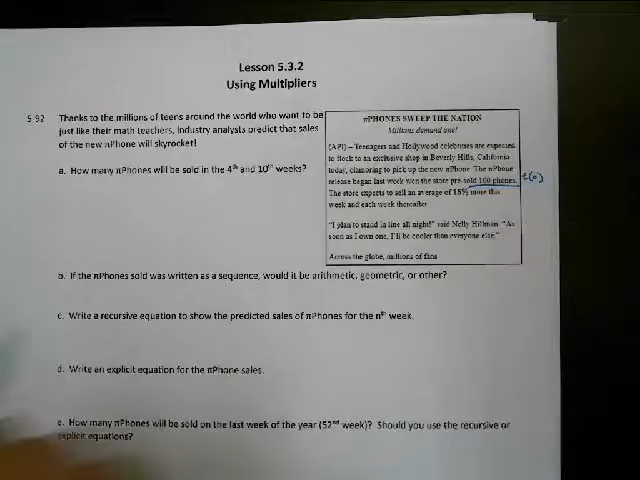 Lesson 5.3.2
Using Multipliers
5-92 Thanks to the millions of teens around the world who want to be
just like their math teachers, industry analysts predict that sales
of the new πPhone will skyrocket!
a. How many πPhones will be sold in the 4th and 10th weeks?
πPHONES SWEEP THE NATION
Millions demand one!
(API) – Teenagers and Hollywood celebrities are expected
to flock to an exclusive shop in Beverly Hills, California
today, clamoring to pick up the new πPhone. The πPhone
release began last week won the store pre-sold 100 phones.
t(0)
The store expects to sell an average of 15% more this
week and each week thereafter
"I plan to stand in line all night!" said Nelly Hillman. "As
soon as I own one, I'll be cooler than everyone else."
Across the globe, millions of fans
b. If the πPhones sold was written as a sequence, would it be arithmetic, geometric, or other?
c. Write a recursive equation to show the predicted sales of πPhones for the nth week.
d. Write an explicit equation for the πPhone sales.
e. How many πPhones will be sold on the last week of the year (52nd week)? Should you use the recursive or
explicit equations?